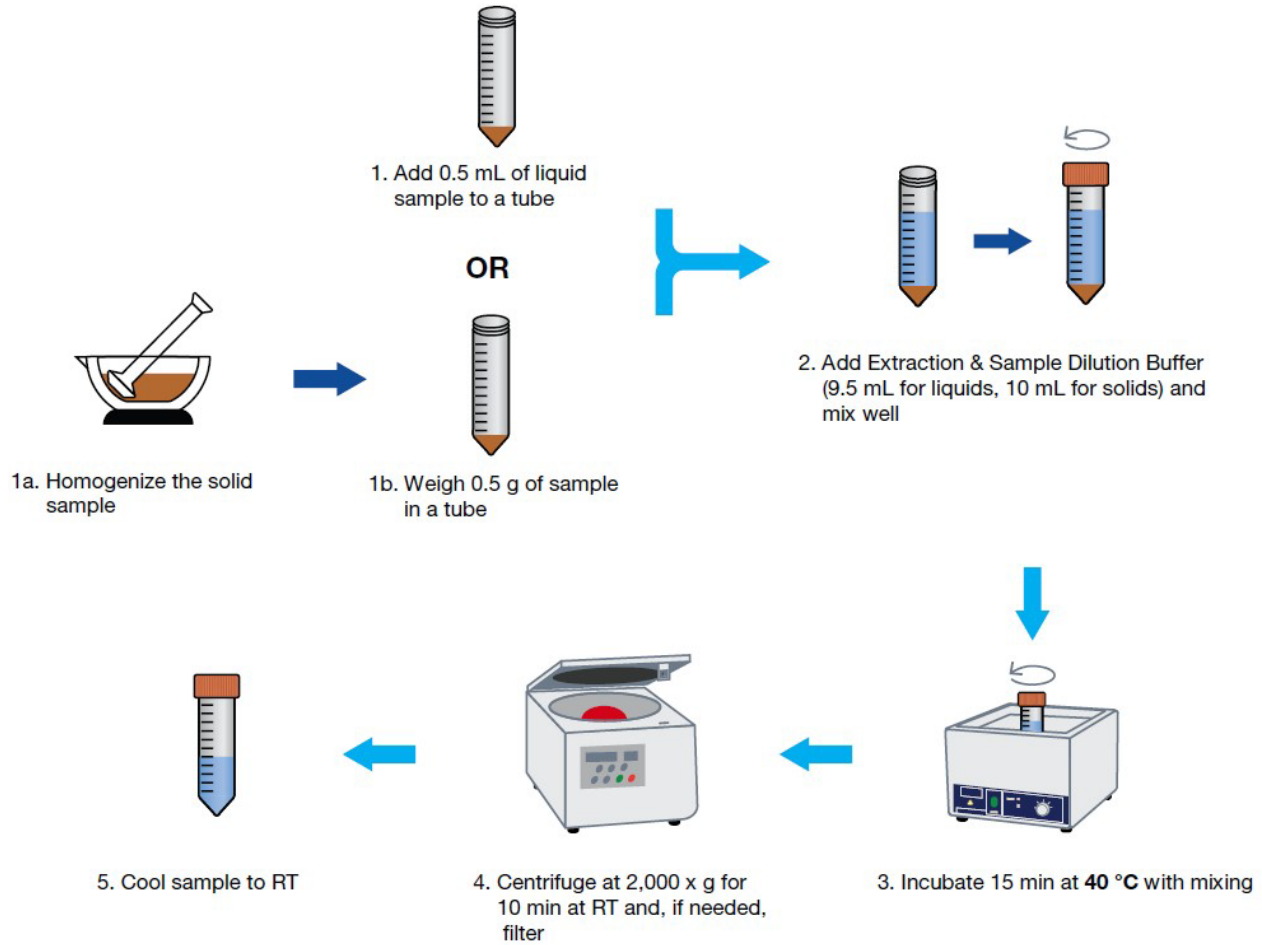 1. Add 0.5 mL of liquid
sample to a tube
OR
1a. Homogenize the solid
sample
1b. Weigh 0.5 g of sample
in a tube
2. Add Extraction & Sample Dilution Buffer
(9.5 mL for liquids, 10 mL for solids) and
mix well
3. Incubate 15 min at 40 °C with mixing
4. Centrifuge at 2,000 x g for
10 min at RT and, if needed,
filter
5. Cool sample to RT